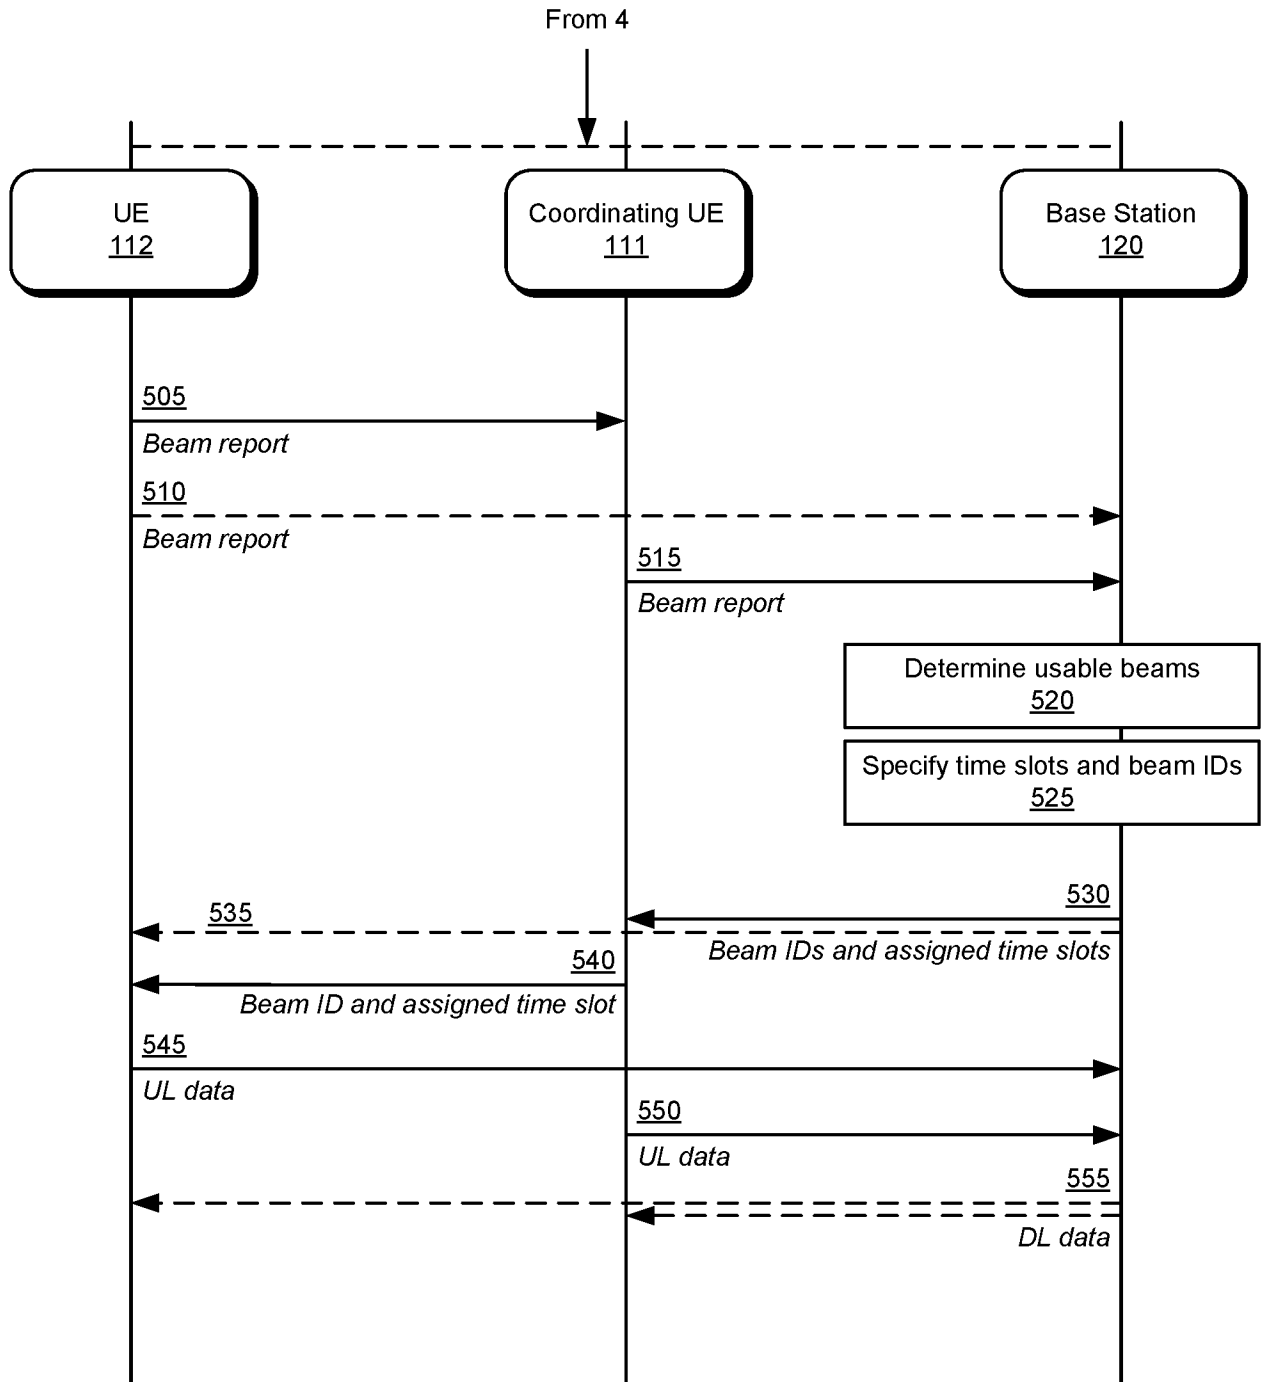 From 4
UE
112
Coordinating UE
111
Base Station
120
505
Beam report
510
Beam report
515
Beam report
Determine usable beams
520
Specify time slots and beam IDs
525
530
535
Beam IDs and assigned time slots
540
Beam ID and assigned time slot
545
UL data
550
UL data
555
DL data